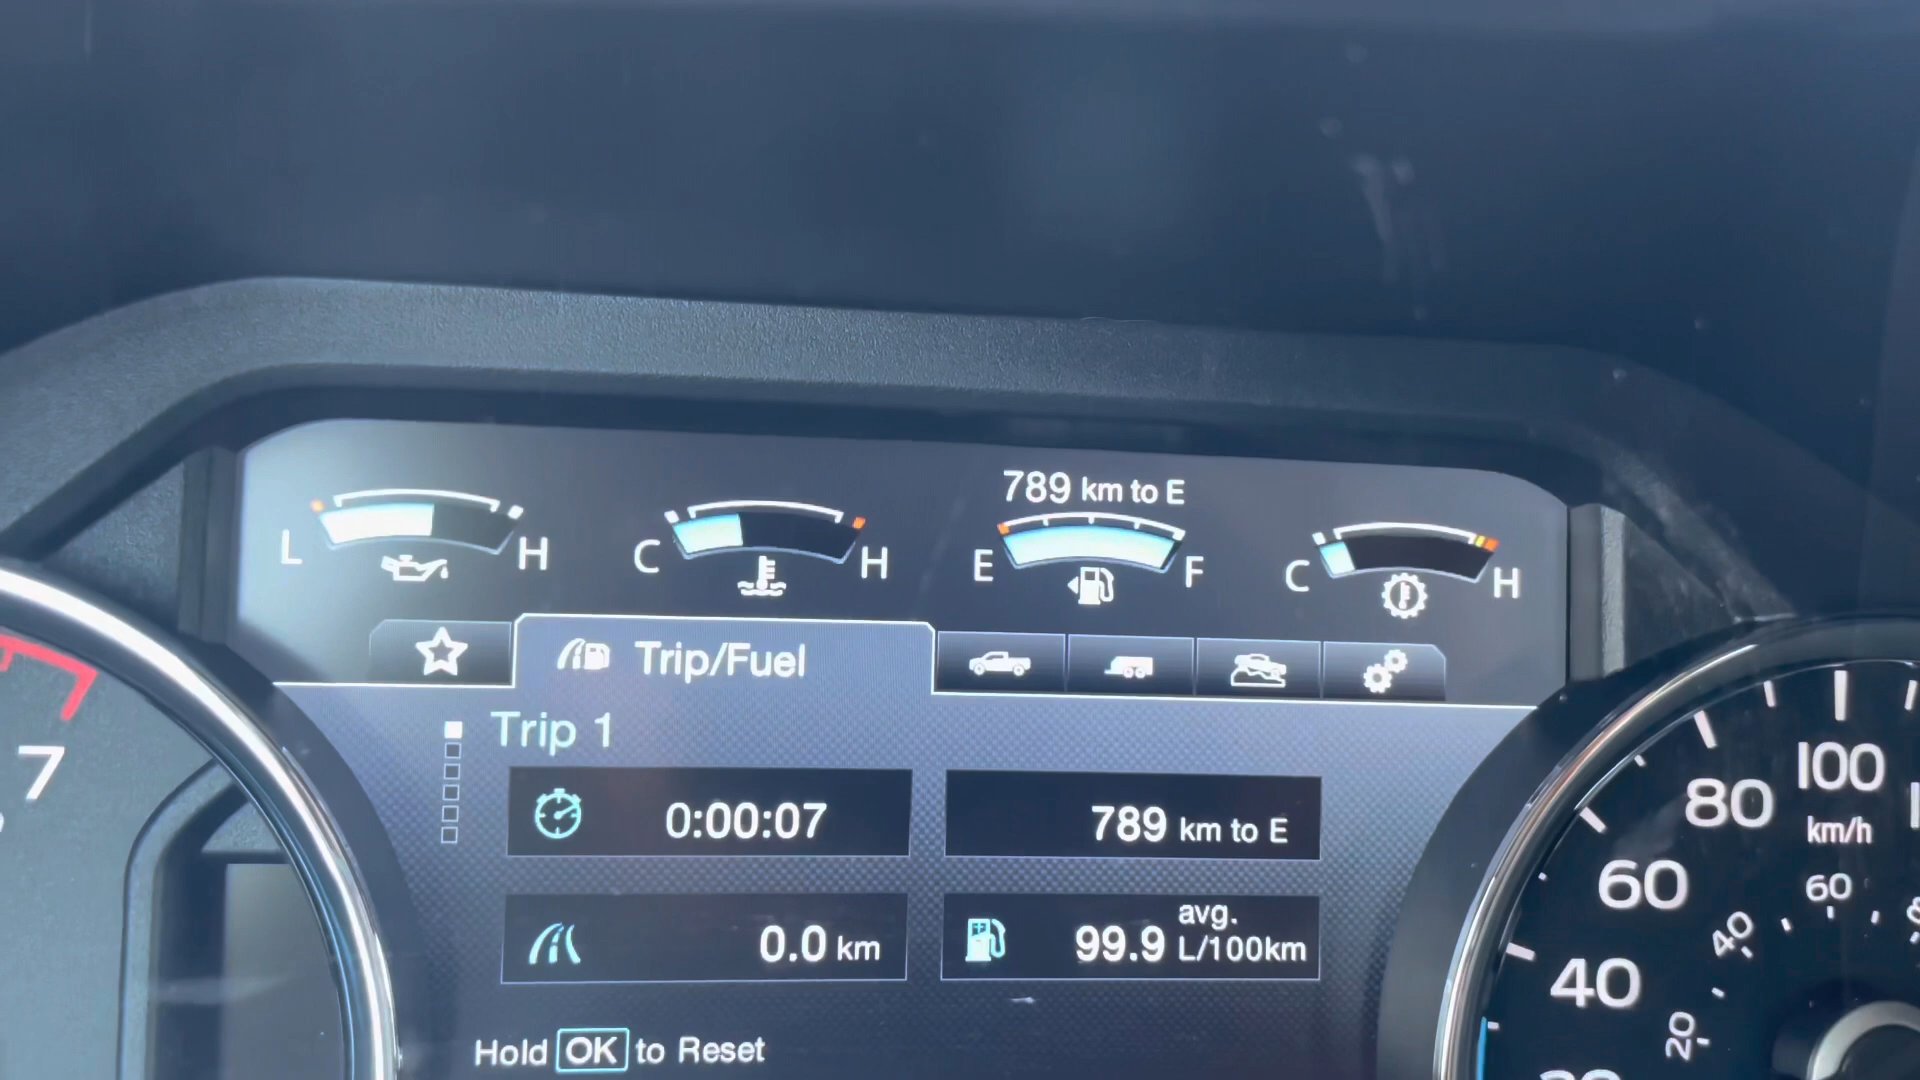 789 km to E
L H
C H
E F
C H
Trip/Fuel
Trip 1
0:00:07
789 km to E
0.0 km
99.9 avg. L/100km
Hold OK to Reset
7
100
80
km/h
60
60
40
40
20